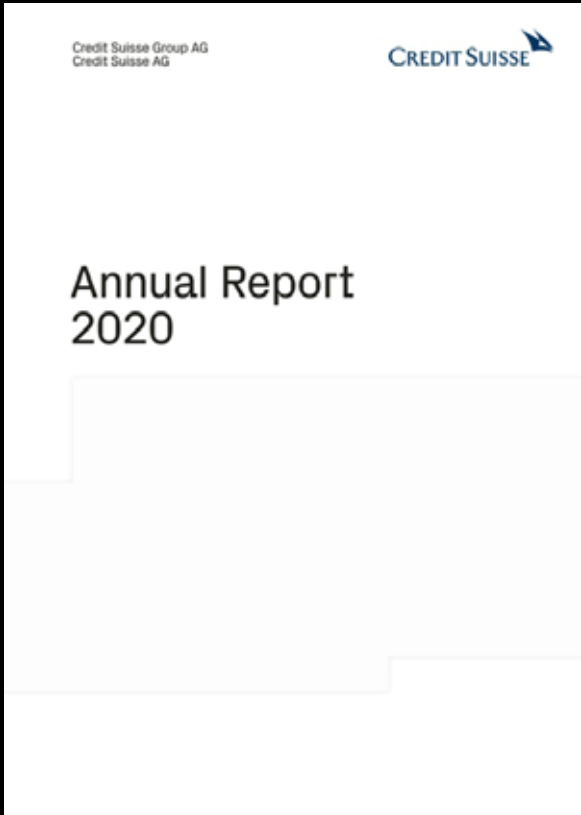 Credit Suisse Group AG
Credit Suisse AG
CREDIT SUISSE
Annual Report
2020